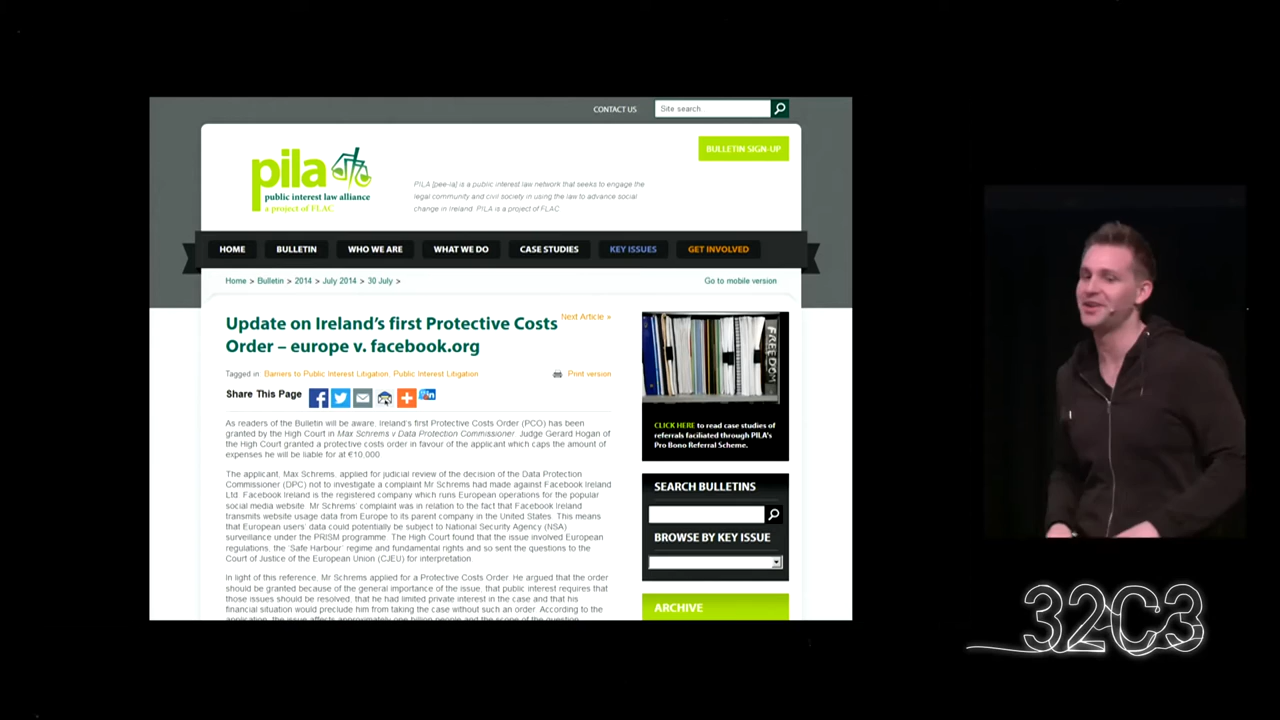 CONTACT US
Site search
pila
public interest law alliance
a project of FLAC
PILA [pee-la] is a public interest law network that seeks to engage the
legal community and civil society in using the law to advance social
change in Ireland. PILA is a project of FLAC
BULLETIN SIGN-UP
HOME BULLETIN WHO WE ARE WHAT WE DO CASE STUDIES KEY ISSUES GET INVOLVED
Home > Bulletin > 2014 > July 2014 > 30 July >
Go to mobile version
Update on Ireland's first Protective Costs
Order – europe v. facebook.org
Next Article »
Tagged in: Barriers to Public Interest Litigation, Public Interest Litigation
Print version
Share This Page
As readers of the Bulletin will be aware, Ireland's first Protective Costs Order (PCO) has been
granted by the High Court in Max Schrems v Data Protection Commissioner. Judge Gerard Hogan of
the High Court granted a protective costs order in favour of the applicant which caps the amount of
expenses he will be liable for at €10,000
The applicant, Max Schrems, applied for judicial review of the decision of the Data Protection
Commissioner (DPC) not to investigate a complaint Mr Schrems had made against Facebook Ireland
Ltd. Facebook Ireland is the registered company which runs European operations for the popular
social media website. Mr Schrems' complaint was in relation to the fact that Facebook Ireland
transmits website usage data from Europe to its parent company in the United States. This means
that European users' data could potentially be subject to National Security Agency (NSA)
surveillance under the PRISM programme. The High Court found that the issue involved European
regulations, the 'Safe Harbour' regime and fundamental rights and so sent the questions to the
Court of Justice of the European Union (CJEU) for interpretation.
In light of this reference, Mr Schrems applied for a Protective Costs Order. He argued that the order
should be granted because of the general importance of the issue, that public interest requires that
those issues should be resolved, that he had limited private interest in the case and that his
financial situation would preclude him from taking the case without such an order. According to the
application, the issue affects approximately one billion people and the scope of the question
FREEDOM
CLICK HERE to read case studies of
referrals faciliated through PILA's
Pro Bono Referral Scheme.
SEARCH BULLETINS
BROWSE BY KEY ISSUE
ARCHIVE
32C3